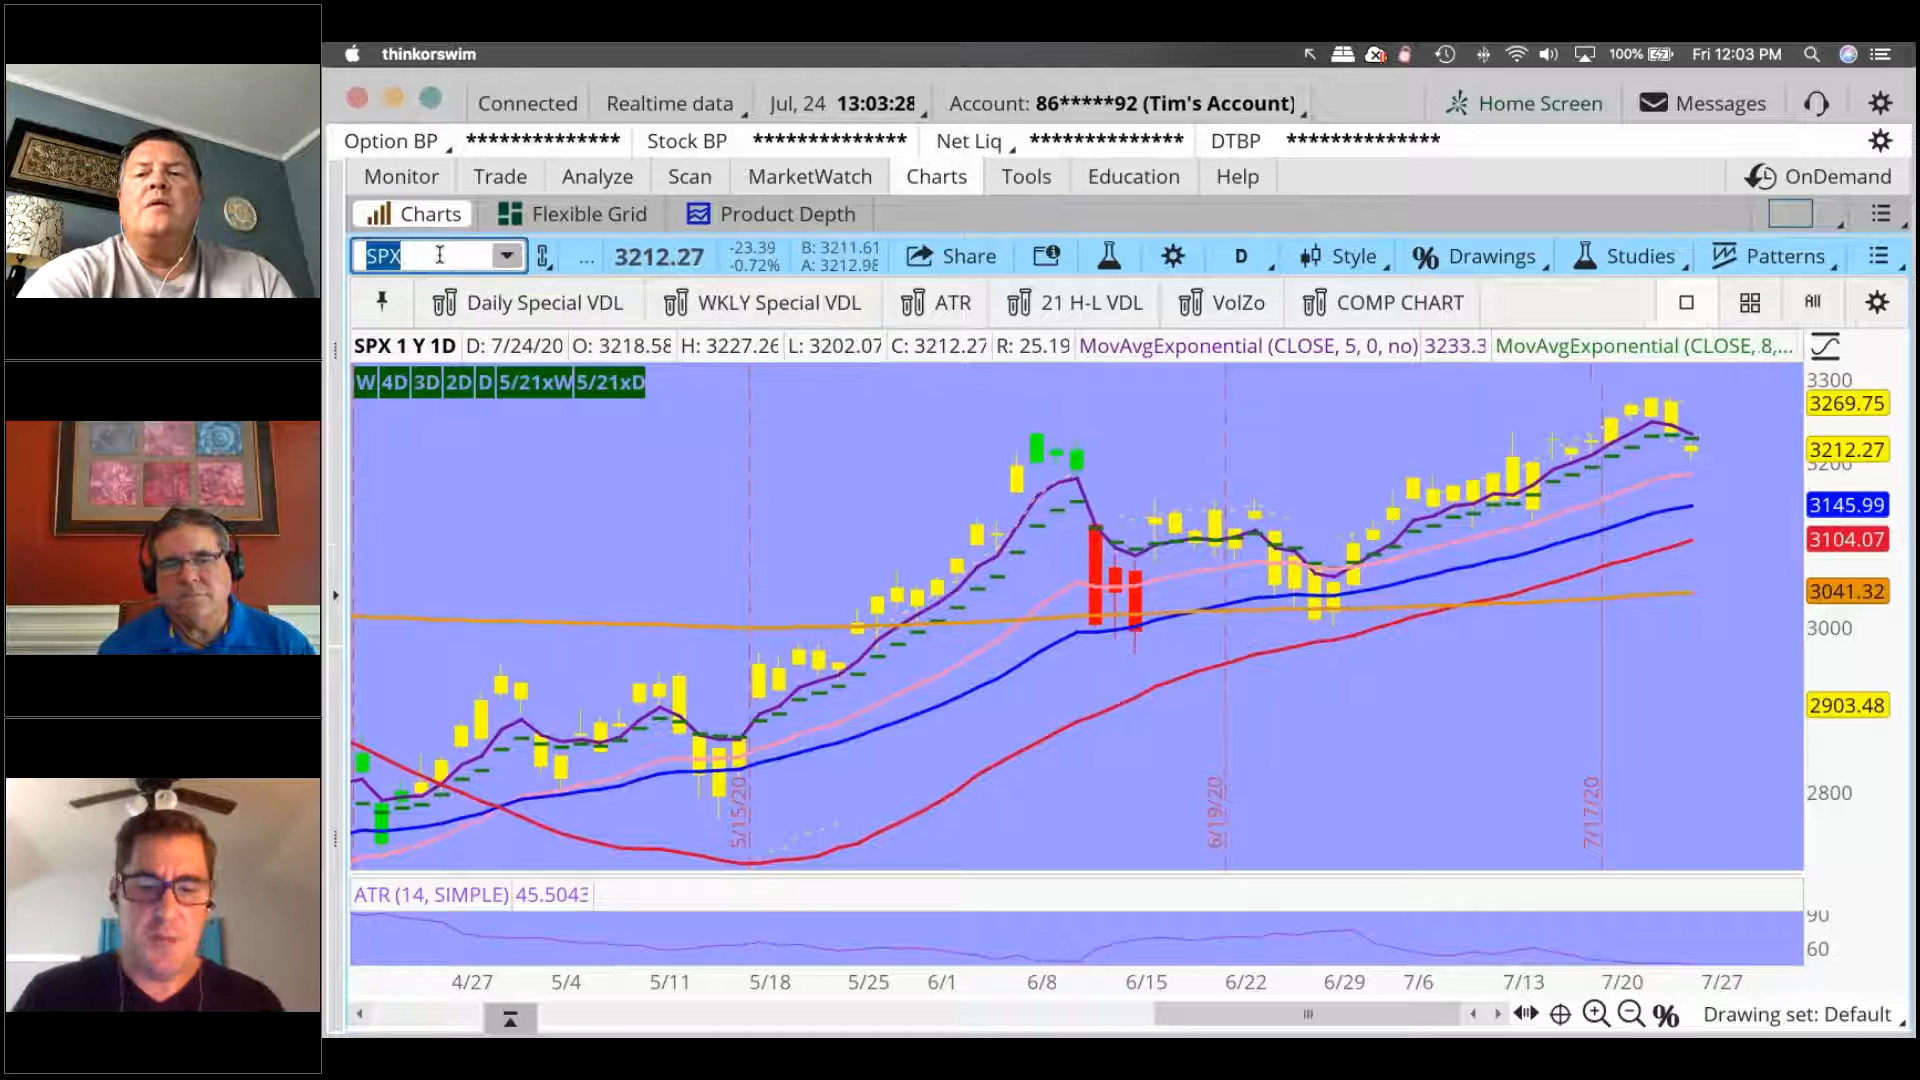 thinkorswim 100% Fri 12:03 PM
Connected Realtime data Jul, 24 13:03:28 Account: 86*****92 (Tim's Account) Home Screen Messages
Option BP ************** Stock BP ************** Net Liq ************** DTBP **************
Monitor Trade Analyze Scan MarketWatch Charts Tools Education Help OnDemand
Charts Flexible Grid Product Depth
SPX ... 3212.27 -23.39 B: 3211.61 Share D Style Drawings Studies Patterns
-0.72% A: 3212.98
Daily Special VDL WKLY Special VDL ATR 21 H-L VDL VolZo COMP CHART All
SPX 1 Y 1D D: 7/24/20 O: 3218.58 H: 3227.26 L: 3202.07 C: 3212.27 R: 25.19 MovAvgExponential (CLOSE, 5, 0, no) 3233.3 MovAvgExponential (CLOSE, 8,...
W 4D 3D 2D D 5/21xW 5/21xD
3300
3269.75
3212.27
3200
3145.99
3104.07
3041.32
3000
2903.48
2800
5/15/20 6/19/20 7/17/20
ATR (14, SIMPLE) 45.5043
90
60
4/27 5/4 5/11 5/18 5/25 6/1 6/8 6/15 6/22 6/29 7/6 7/13 7/20 7/27
Drawing set: Default